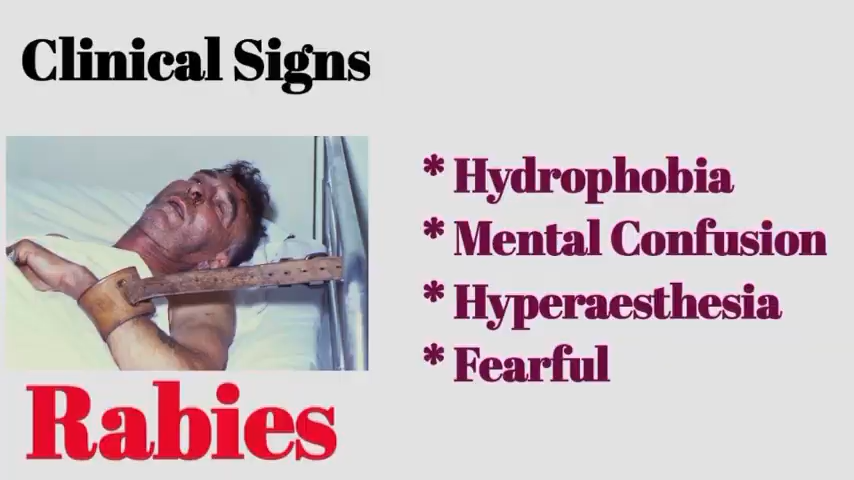 Clinical Signs
* Hydrophobia
* Mental Confusion
* Hyperaesthesia
* Fearful
Rabies